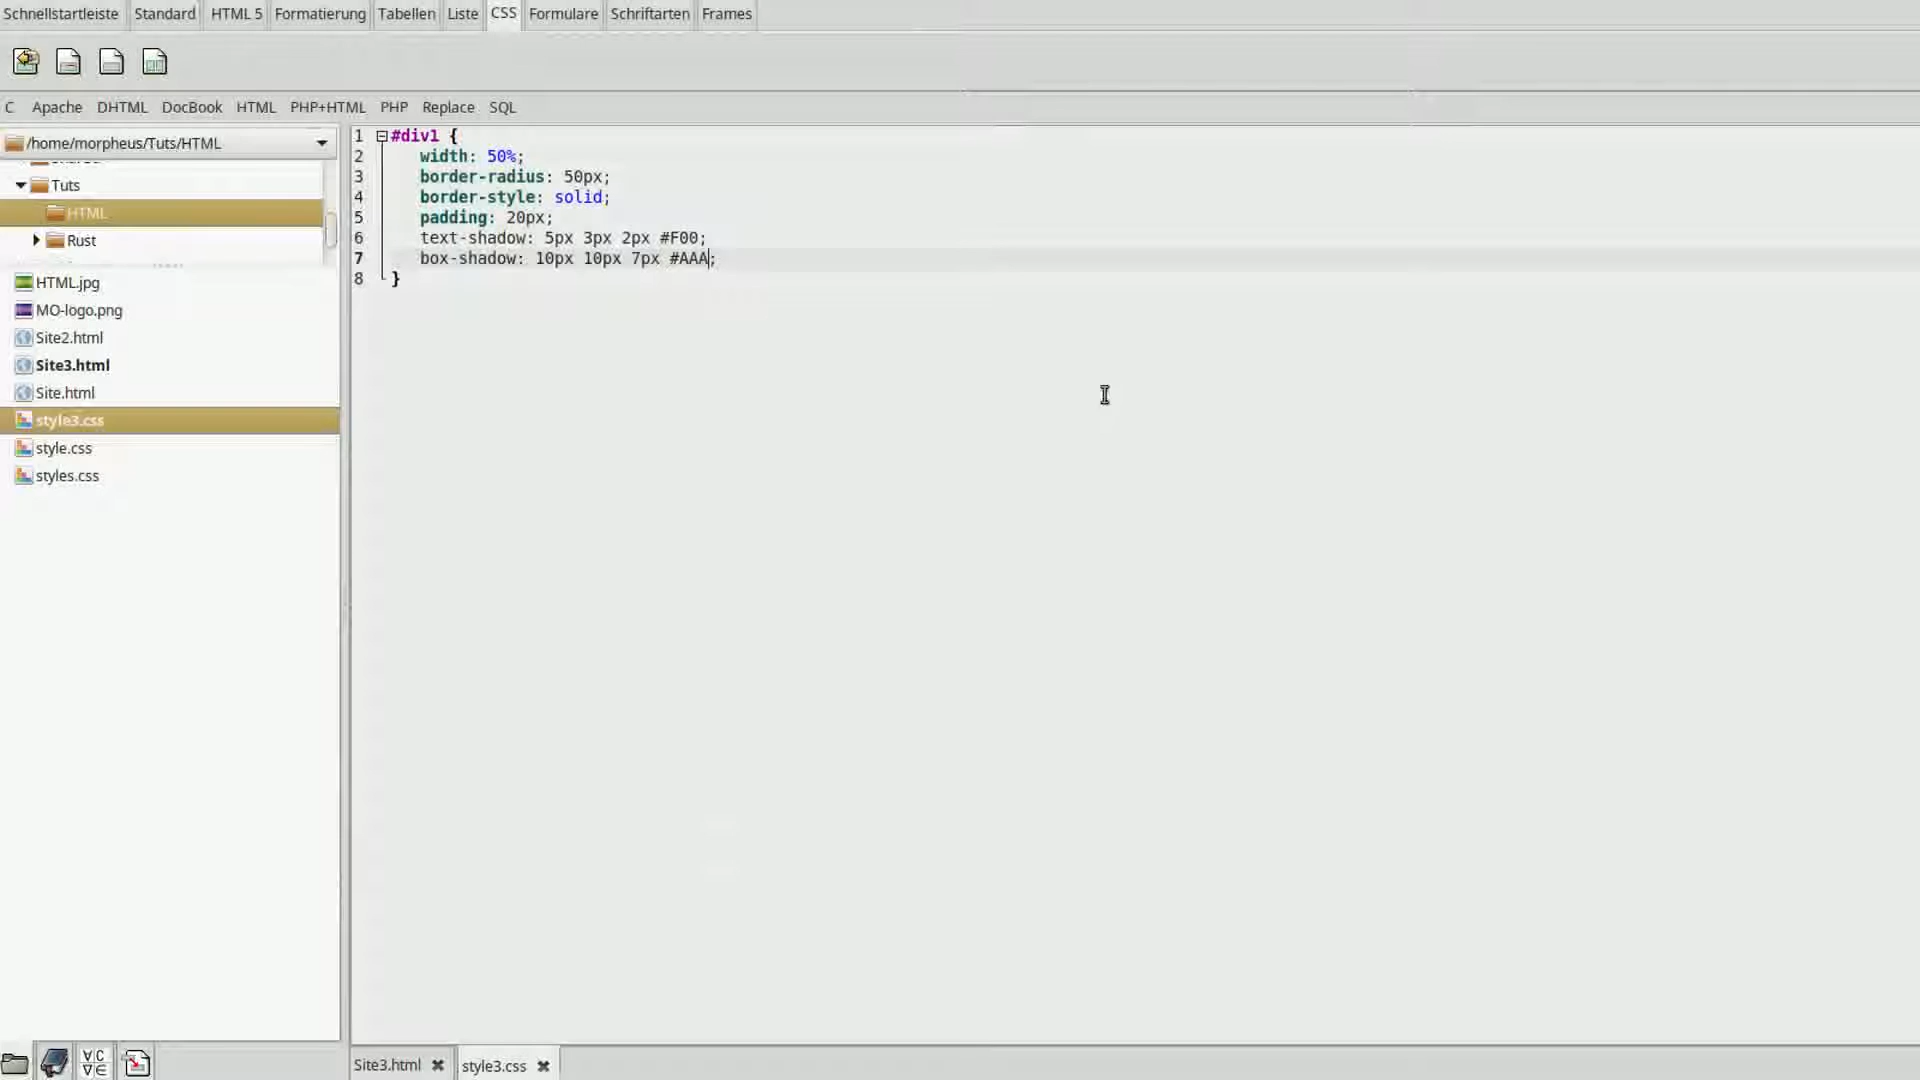 Schnellstartleiste Standard HTML 5 Formatierung Tabellen Liste CSS Formulare Schriftarten Frames
C Apache DHTML DocBook HTML PHP+HTML PHP Replace SQL
/home/morpheus/Tuts/HTML
Tuts
HTML
Rust
HTML.jpg
MO-logo.png
Site2.html
Site3.html
Site.html
style3.css
style.css
styles.css
1 #div1 {
2 width: 50%;
3 border-radius: 50px;
4 border-style: solid;
5 padding: 20px;
6 text-shadow: 5px 3px 2px #F00;
7 box-shadow: 10px 10px 7px #AAA;
8 }
Site3.html style3.css